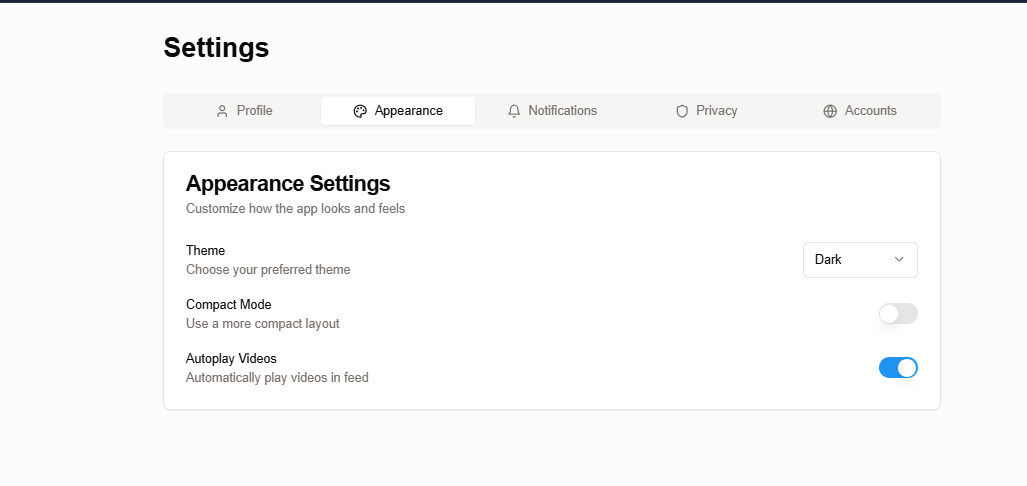 Settings
Profile
Appearance
Notifications
Privacy
Accounts
Appearance Settings
Customize how the app looks and feels
Theme
Choose your preferred theme
Dark
Compact Mode
Use a more compact layout
Autoplay Videos
Automatically play videos in feed